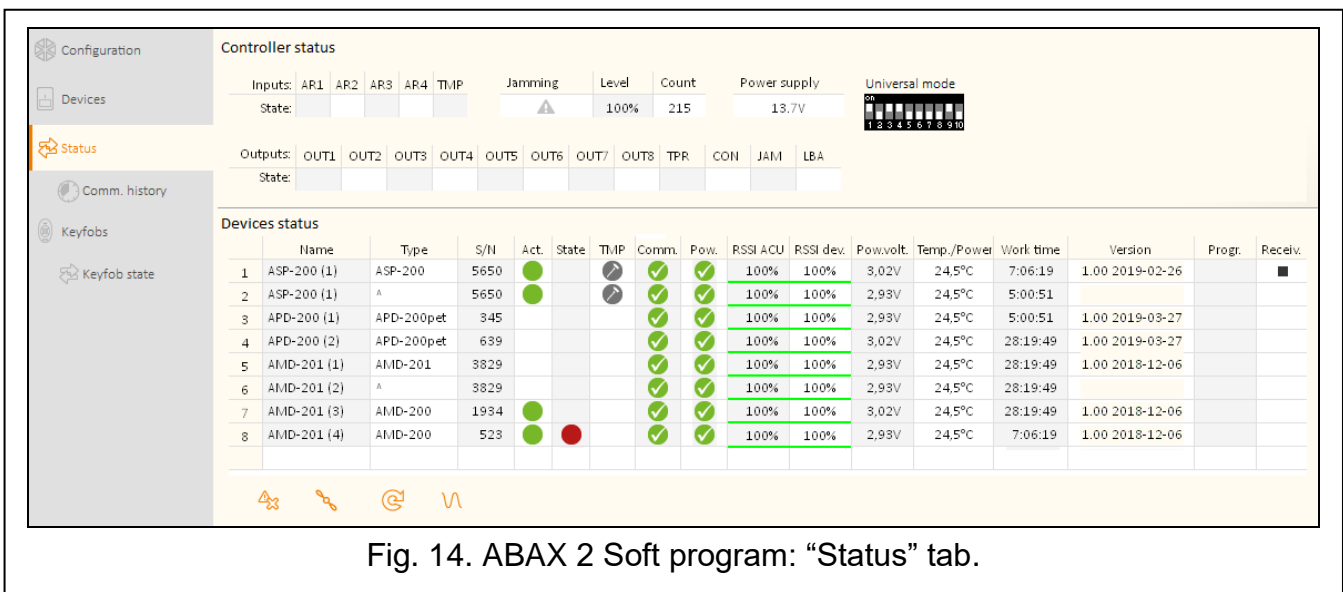 Configuration
Devices
Status
Comm. history
Keyfobs
Keyfob state
Controller status
Inputs: AR1 AR2 AR3 AR4 TMP Jamming Level Count Power supply Universal mode
State: 100% 215 13.7V
on
1 2 3 4 5 6 7 8 9 10
Outputs: OUT1 OUT2 OUT3 OUT4 OUT5 OUT6 OUT7 OUT8 TPR CON JAM LBA
State:
Devices status
Name Type S/N Act. State TMP Comm. Pow. RSSI ACU RSSI dev. Pow.volt. Temp./Power Work time Version Progr. Receiv.
1 ASP-200 (1) ASP-200 5650 100% 100% 3,02V 24,5°C 7:06:19 1.00 2019-02-26
2 ASP-200 (1) ^ 5650 100% 100% 2,93V 24,5°C 5:00:51
3 APD-200 (1) APD-200pet 345 100% 100% 2,93V 24,5°C 5:00:51 1.00 2019-03-27
4 APD-200 (2) APD-200pet 639 100% 100% 3,02V 24,5°C 28:19:49 1.00 2019-03-27
5 AMD-201 (1) AMD-201 3829 100% 100% 2,93V 24,5°C 28:19:49 1.00 2018-12-06
6 AMD-201 (2) ^ 3829 100% 100% 2,93V 24,5°C 28:19:49
7 AMD-201 (3) AMD-200 1934 100% 100% 3,02V 24,5°C 28:19:49 1.00 2018-12-06
8 AMD-201 (4) AMD-200 523 100% 100% 2,93V 24,5°C 7:06:19 1.00 2018-12-06
Fig. 14. ABAX 2 Soft program: “Status” tab.